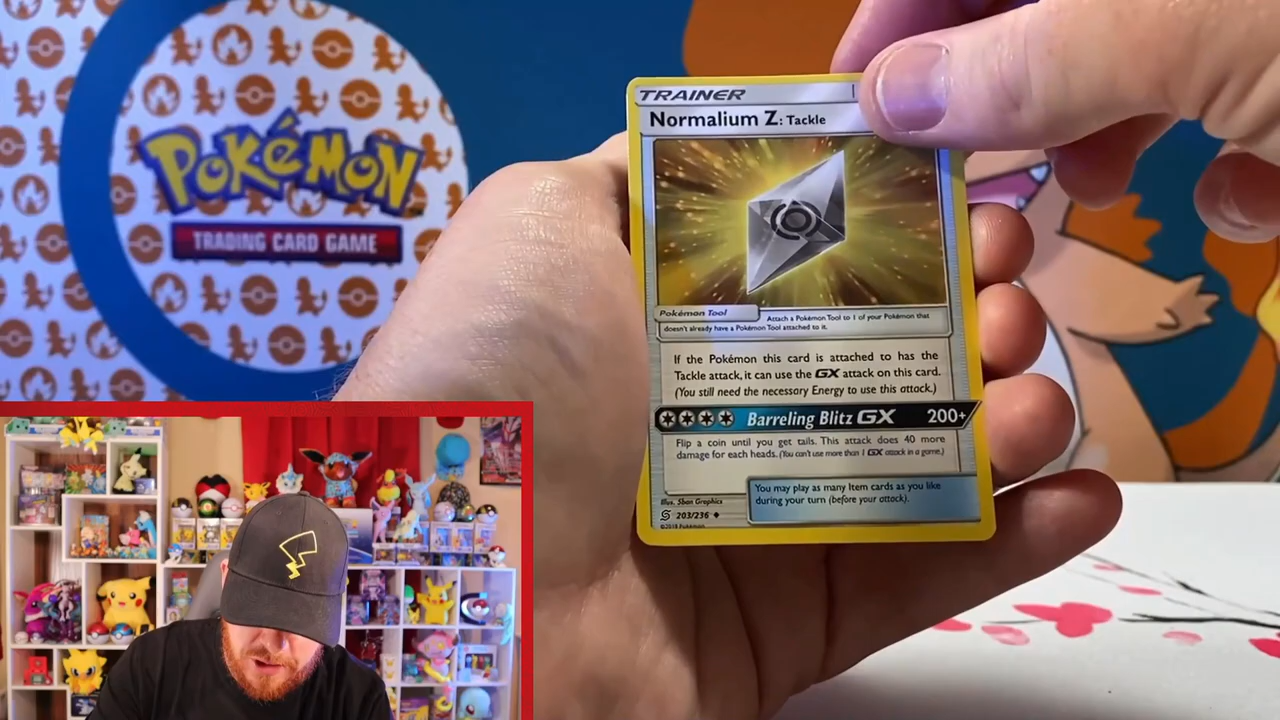 POKéMON
TRADING CARD GAME
TRAINER
Normalium Z: Tackle
Pokémon Tool
Attach a Pokémon Tool to 1 of your Pokémon that
doesn't already have a Pokémon Tool attached to it.
If the Pokémon this card is attached to has the
Tackle attack, it can use the GX attack on this card.
(You still need the necessary Energy to use this attack.)
Barreling Blitz GX 200+
Flip a coin until you get tails. This attack does 40 more
damage for each heads. (You can't use more than 1 GX attack in a game.)
You may play as many Item cards as you like
during your turn (before your attack).
Illus. 5ban Graphics
203/236